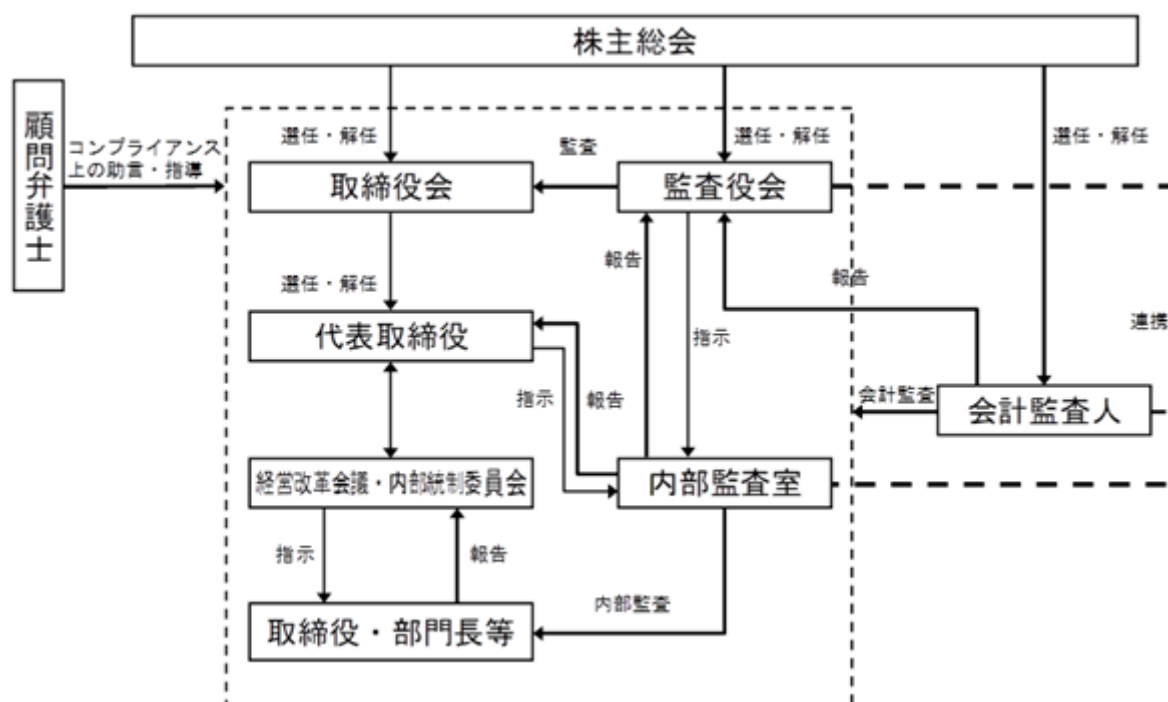 株主総会
顧問弁護士
コンプライアンス
上の助言・指導
選任・解任
監査
選任・解任
選任・解任
取締役会
監査役会
報告
報告
選任・解任
連携
代表取締役
指示
指示
報告
会計監査
会計監査人
経営改革会議・内部統制委員会
内部監査室
指示
報告
内部監査
取締役・部門長等